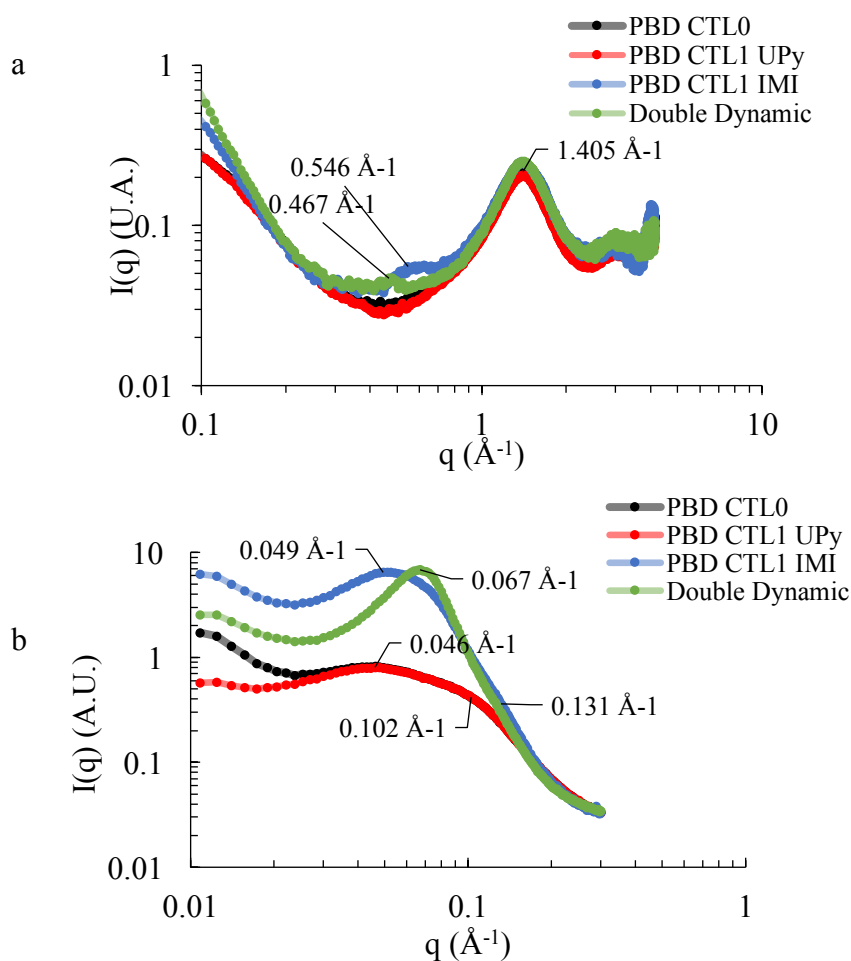 a
PBD CTL0
PBD CTL1 UPy
PBD CTL1 IMI
Double Dynamic
1
0.1
0.01
I(q) (U.A.)
0.546 Å-1
0.467 Å-1
1.405 Å-1
0.1
1
10
q (Å-1)
b
PBD CTL0
PBD CTL1 UPy
PBD CTL1 IMI
Double Dynamic
10
1
0.1
0.01
I(q) (A.U.)
0.049 Å-1
0.067 Å-1
0.046 Å-1
0.131 Å-1
0.102 Å-1
0.01
0.1
1
q (Å-1)